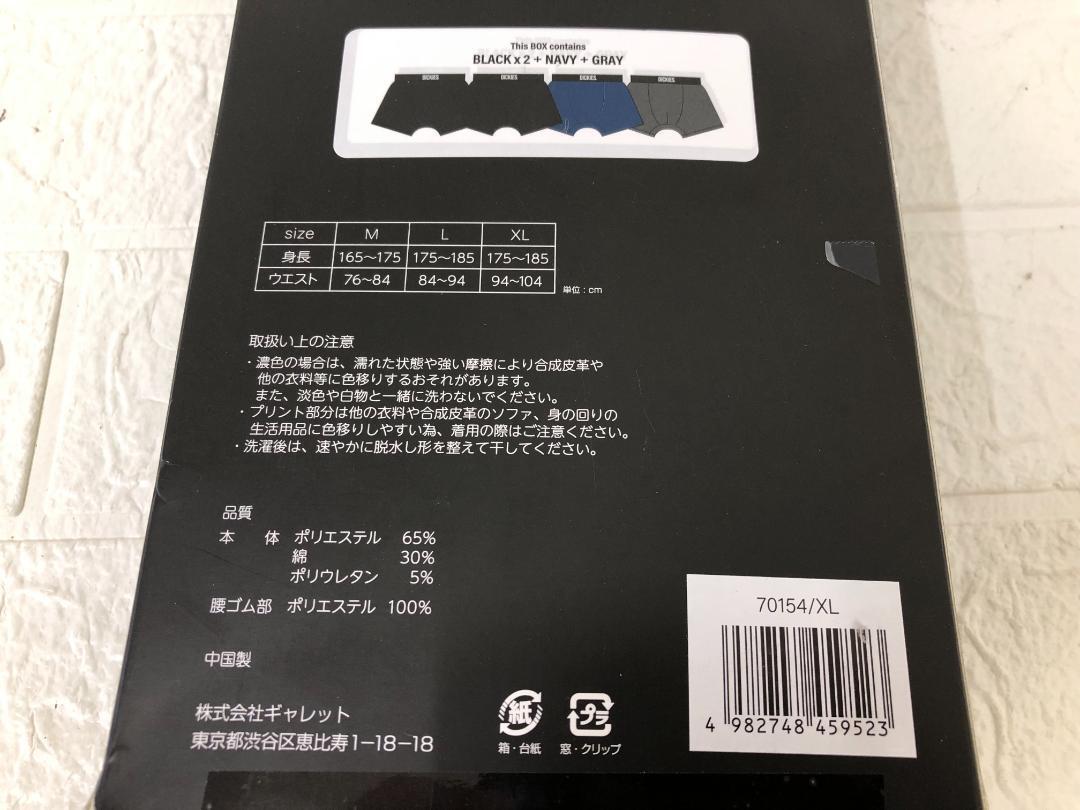 This BOX contains
BLACK x 2 + NAVY + GRAY
DICKIES DICKIES DICKIES DICKIES
size M L XL
身長 165〜175 175〜185 175〜185
ウエスト 76〜84 84〜94 94〜104
単位：cm
取扱い上の注意
・濃色の場合は、濡れた状態や強い摩擦により合成皮革や
他の衣料等に色移りするおそれがあります。
また、淡色や白物と一緒に洗わないでください。
・プリント部分は他の衣料や合成皮革のソファ、身の回りの
生活用品に色移りしやすい為、着用の際はご注意ください。
・洗濯後は、速やかに脱水し形を整えて干してください。
品質
本 体 ポリエステル 65%
綿 30%
ポリウレタン 5%
腰ゴム部 ポリエステル 100%
中国製
株式会社ギャレット
東京都渋谷区恵比寿1-18-18
紙
箱・台紙
プラ
窓・クリップ
70154/XL
4 982748 459523